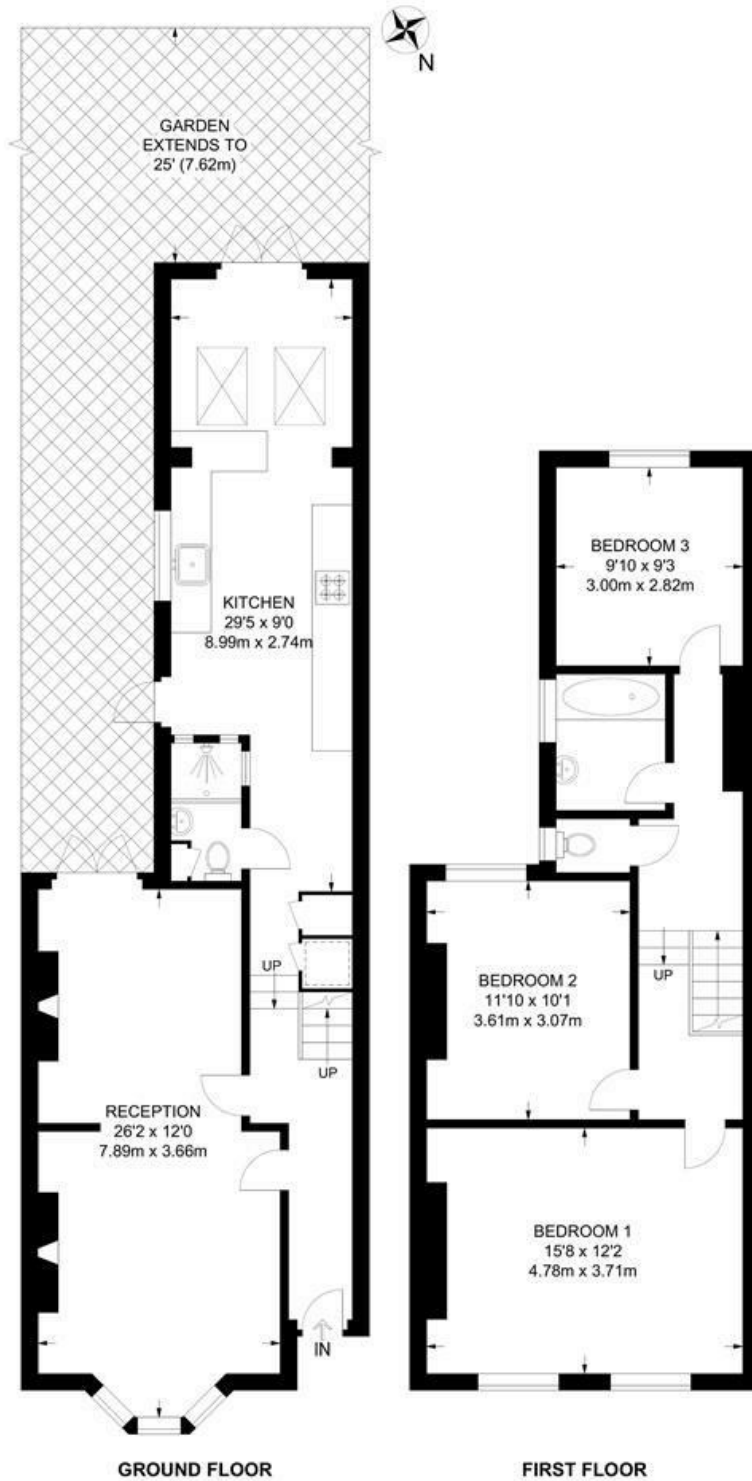 N
GARDEN
EXTENDS TO
25' (7.62m)
KITCHEN
29'5 x 9'0
8.99m x 2.74m
UP
UP
RECEPTION
26'2 x 12'0
7.89m x 3.66m
IN
GROUND FLOOR
BEDROOM 3
9'10 x 9'3
3.00m x 2.82m
BEDROOM 2
11'10 x 10'1
3.61m x 3.07m
UP
BEDROOM 1
15'8 x 12'2
4.78m x 3.71m
FIRST FLOOR